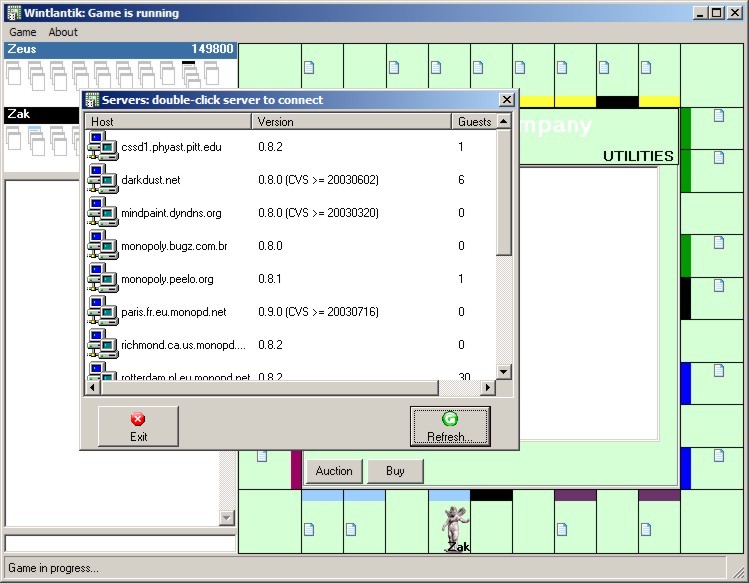 Wintlantik: Game is running
Game About
Zeus 149800
Zak
Servers: double-click server to connect
Host Version Guests
cssd1.phyast.pitt.edu 0.8.2 1
darkdust.net 0.8.0 (CVS >= 20030602) 6
mindpaint.dyndns.org 0.8.0 (CVS >= 20030320) 0
monopoly.bugz.com.br 0.8.0 0
monopoly.peelo.org 0.8.1 1
paris.fr.eu.monopd.net 0.9.0 (CVS >= 20030716) 0
richmond.ca.us.monopd.... 0.8.2 0
rotterdam.nl.eu.monopd.net 0.8.2 30
Exit
Refresh...
UTILITIES
Auction Buy
Zak
Game in progress...